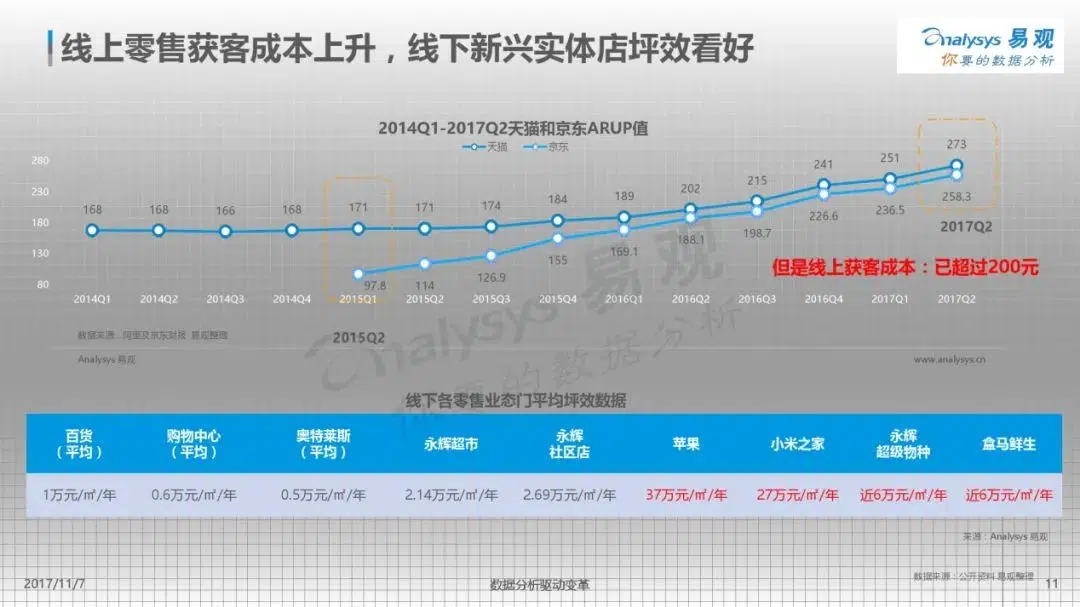 线上零售获客成本上升，线下新兴实体店坪效看好
Analysys 易观
你要的数据分析
2014Q1-2017Q2天猫和京东ARUP值
天猫 京东
280
230
180
130
80
168 168 166 168 171 171 174 184 189 202 215 241 251 273
97.8 114 126.9 155 169.1 188.1 198.7 226.6 236.5 258.3
2014Q1 2014Q2 2014Q3 2014Q4 2015Q1 2015Q2 2015Q3 2015Q4 2016Q1 2016Q2 2016Q3 2016Q4 2017Q1 2017Q2
2017Q2
但是线上获客成本：已超过200元
2015Q2
数据来源：阿里及京东财报 易观整理
Analysys 易观
www.analysys.cn
Analysys 易观
你要的数据分析
线下各零售业态门平均坪效数据
百货（平均） 购物中心（平均） 奥特莱斯（平均） 永辉超市 永辉社区店 苹果 小米之家 永辉超级物种 盒马鲜生
1万元/㎡/年 0.6万元/㎡/年 0.5万元/㎡/年 2.14万元/㎡/年 2.69万元/㎡/年 37万元/㎡/年 27万元/㎡/年 近6万元/㎡/年 近6万元/㎡/年
来源：Analysys 易观
2017/11/7
数据分析驱动变革
数据来源：公开资料 易观整理
11